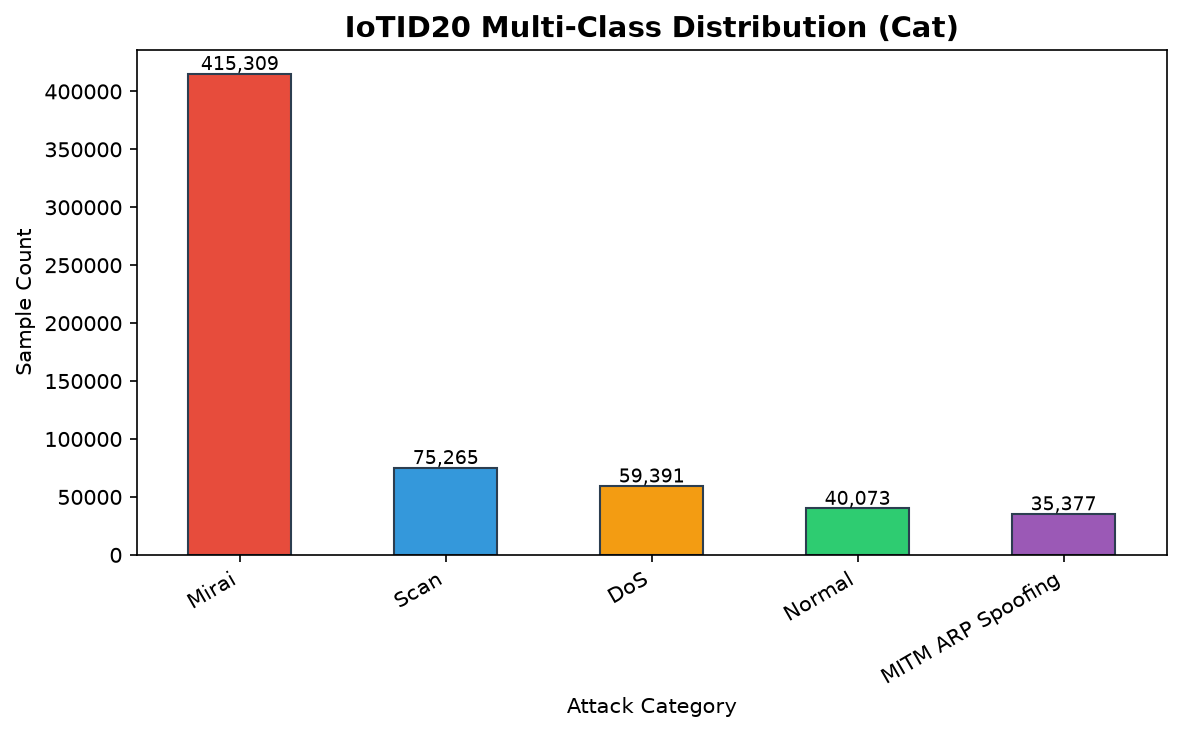 IoTID20 Multi-Class Distribution (Cat)
415,309
75,265
59,391
40,073
35,377
400000
350000
300000
250000
200000
150000
100000
50000
0
Sample Count
Mirai
Scan
DoS
Normal
MITM ARP Spoofing
Attack Category